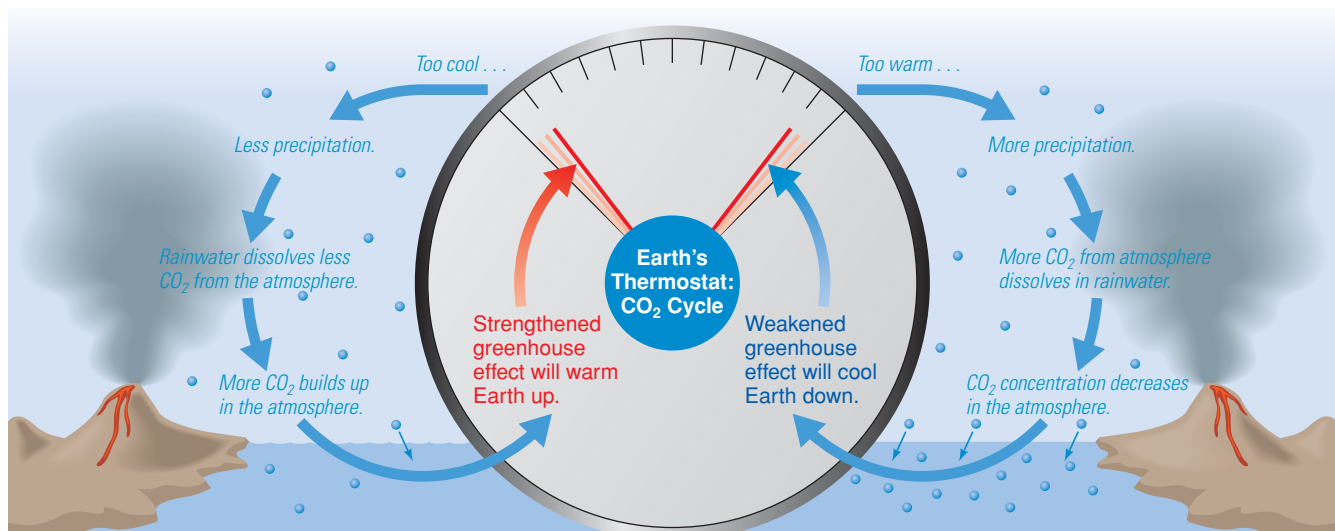 Too cool . . .
Less precipitation.
Rainwater dissolves less
CO₂ from the atmosphere.
More CO₂ builds up
in the atmosphere.
Strengthened
greenhouse
effect will warm
Earth up.
Earth's
Thermostat:
CO₂ Cycle
Too warm . . .
More precipitation.
More CO₂ from atmosphere
dissolves in rainwater.
CO₂ concentration decreases
in the atmosphere.
Weakened
greenhouse
effect will cool
Earth down.